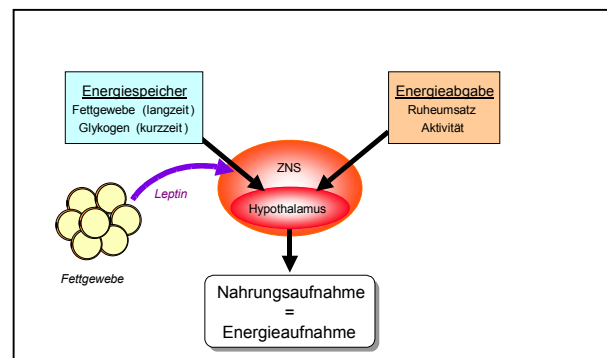 Energiespeicher
Fettgewebe (langzeit)
Glykogen (kurzzeit)
Energieabgabe
Ruheumsatz
Aktivität
ZNS
Leptin
Hypothalamus
Fettgewebe
Nahrungsaufnahme
=
Energieaufnahme